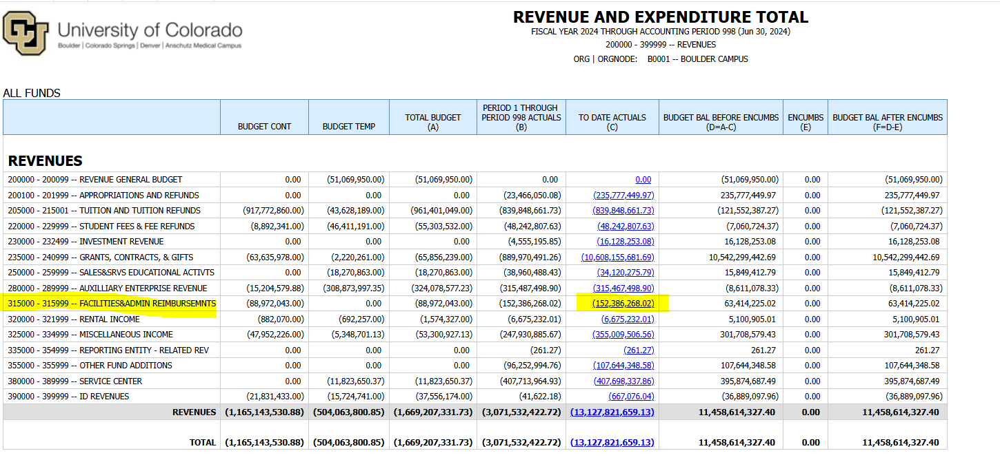 University of Colorado
Boulder | Colorado Springs | Denver | Anschutz Medical Campus
REVENUE AND EXPENDITURE TOTAL
FISCAL YEAR 2024 THROUGH ACCOUNTING PERIOD 998 (Jun 30, 2024)
200000 - 399999 -- REVENUES
ORG | ORGNODE: B0001 -- BOULDER CAMPUS
ALL FUNDS
BUDGET CONT BUDGET TEMP TOTAL BUDGET (A) PERIOD 1 THROUGH PERIOD 998 ACTUALS (B) TO DATE ACTUALS (C) BUDGET BAL BEFORE ENCUMBS (D=A-C) ENCUMBS (E) BUDGET BAL AFTER ENCUMBS (F=D-E)
REVENUES
200000 - 200099 -- REVENUE GENERAL BUDGET 0.00 (51,069,950.00) (51,069,950.00) 0.00 0.00 (51,069,950.00) 0.00 (51,069,950.00)
200100 - 201999 -- APPROPRIATIONS AND REFUNDS 0.00 0.00 0.00 (23,466,050.08) (235,777,449.97) 235,777,449.97 0.00 235,777,449.97
205000 - 215001 -- TUITION AND TUITION REFUNDS (917,772,860.00) (43,628,189.00) (961,401,049.00) (839,848,661.73) (839,848,661.73) (121,552,387.27) 0.00 (121,552,387.27)
220000 - 229999 -- STUDENT FEES & FEE REFUNDS (8,892,341.00) (46,411,191.00) (55,303,532.00) (48,242,807.63) (48,242,807.63) (7,060,724.37) 0.00 (7,060,724.37)
230000 - 232499 -- INVESTMENT REVENUE 0.00 0.00 0.00 (4,555,195.85) (16,128,253.08) 16,128,253.08 0.00 16,128,253.08
235000 - 240999 -- GRANTS, CONTRACTS, & GIFTS (63,635,978.00) (2,220,261.00) (65,856,239.00) (889,970,491.26) (10,608,155,681.69) 10,542,299,442.69 0.00 10,542,299,442.69
250000 - 259999 -- SALES&SRVS EDUCATIONAL ACTIVTS 0.00 (18,270,863.00) (18,270,863.00) (38,960,488.43) (34,120,275.79) 15,849,412.79 0.00 15,849,412.79
280000 - 289999 -- AUXILLIARY ENTERPRISE REVENUE (15,204,579.88) (308,873,997.35) (324,078,577.23) (315,487,498.90) (315,467,498.90) (8,611,078.33) 0.00 (8,611,078.33)
315000 - 315999 -- FACILITIES&ADMIN REIMBURSEMNTS (88,972,043.00) 0.00 (88,972,043.00) (152,386,268.02) (152,386,268.02) 63,414,225.02 0.00 63,414,225.02
320000 - 321999 -- RENTAL INCOME (882,070.00) (692,257.00) (1,574,327.00) (6,675,232.01) (6,675,232.01) 5,100,905.01 0.00 5,100,905.01
325000 - 334999 -- MISCELLANEOUS INCOME (47,952,226.00) (5,348,701.13) (53,300,927.13) (247,930,885.67) (355,009,506.56) 301,708,579.43 0.00 301,708,579.43
335000 - 354999 -- REPORTING ENTITY - RELATED REV 0.00 0.00 0.00 (261.27) (261.27) 261.27 0.00 261.27
355000 - 355999 -- OTHER FUND ADDITIONS 0.00 0.00 0.00 (96,252,994.76) (107,644,348.58) 107,644,348.58 0.00 107,644,348.58
380000 - 389999 -- SERVICE CENTER 0.00 (11,823,650.37) (11,823,650.37) (407,713,964.93) (407,698,337.86) 395,874,687.49 0.00 395,874,687.49
390000 - 399999 -- ID REVENUES (21,831,433.00) (15,724,741.00) (37,556,174.00) (41,622.18) (667,076.04) (36,889,097.96) 0.00 (36,889,097.96)
REVENUES (1,165,143,530.88) (504,063,800.85) (1,669,207,331.73) (3,071,532,422.72) (13,127,821,659.13) 11,458,614,327.40 0.00 11,458,614,327.40
TOTAL (1,165,143,530.88) (504,063,800.85) (1,669,207,331.73) (3,071,532,422.72) (13,127,821,659.13) 11,458,614,327.40 0.00 11,458,614,327.40